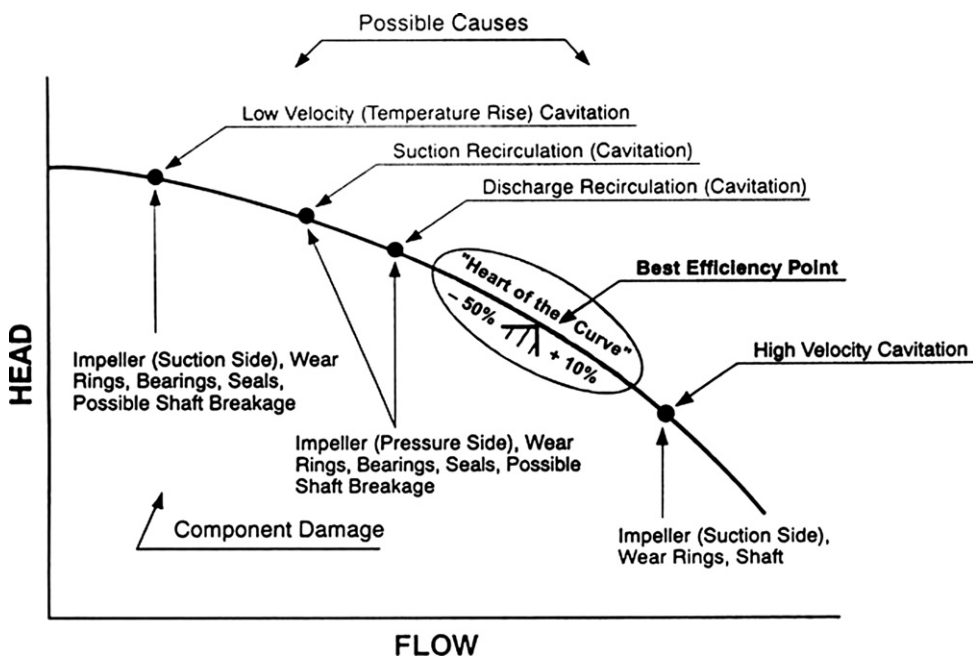 Possible Causes
Low Velocity (Temperature Rise) Cavitation
Suction Recirculation (Cavitation)
Discharge Recirculation (Cavitation)
"Heart of the Curve"
Best Efficiency Point
– 50%
+ 10%
High Velocity Cavitation
HEAD
Impeller (Suction Side), Wear
Rings, Bearings, Seals,
Possible Shaft Breakage
Impeller (Pressure Side), Wear
Rings, Bearings, Seals, Possible
Shaft Breakage
Component Damage
Impeller (Suction Side),
Wear Rings, Shaft
FLOW